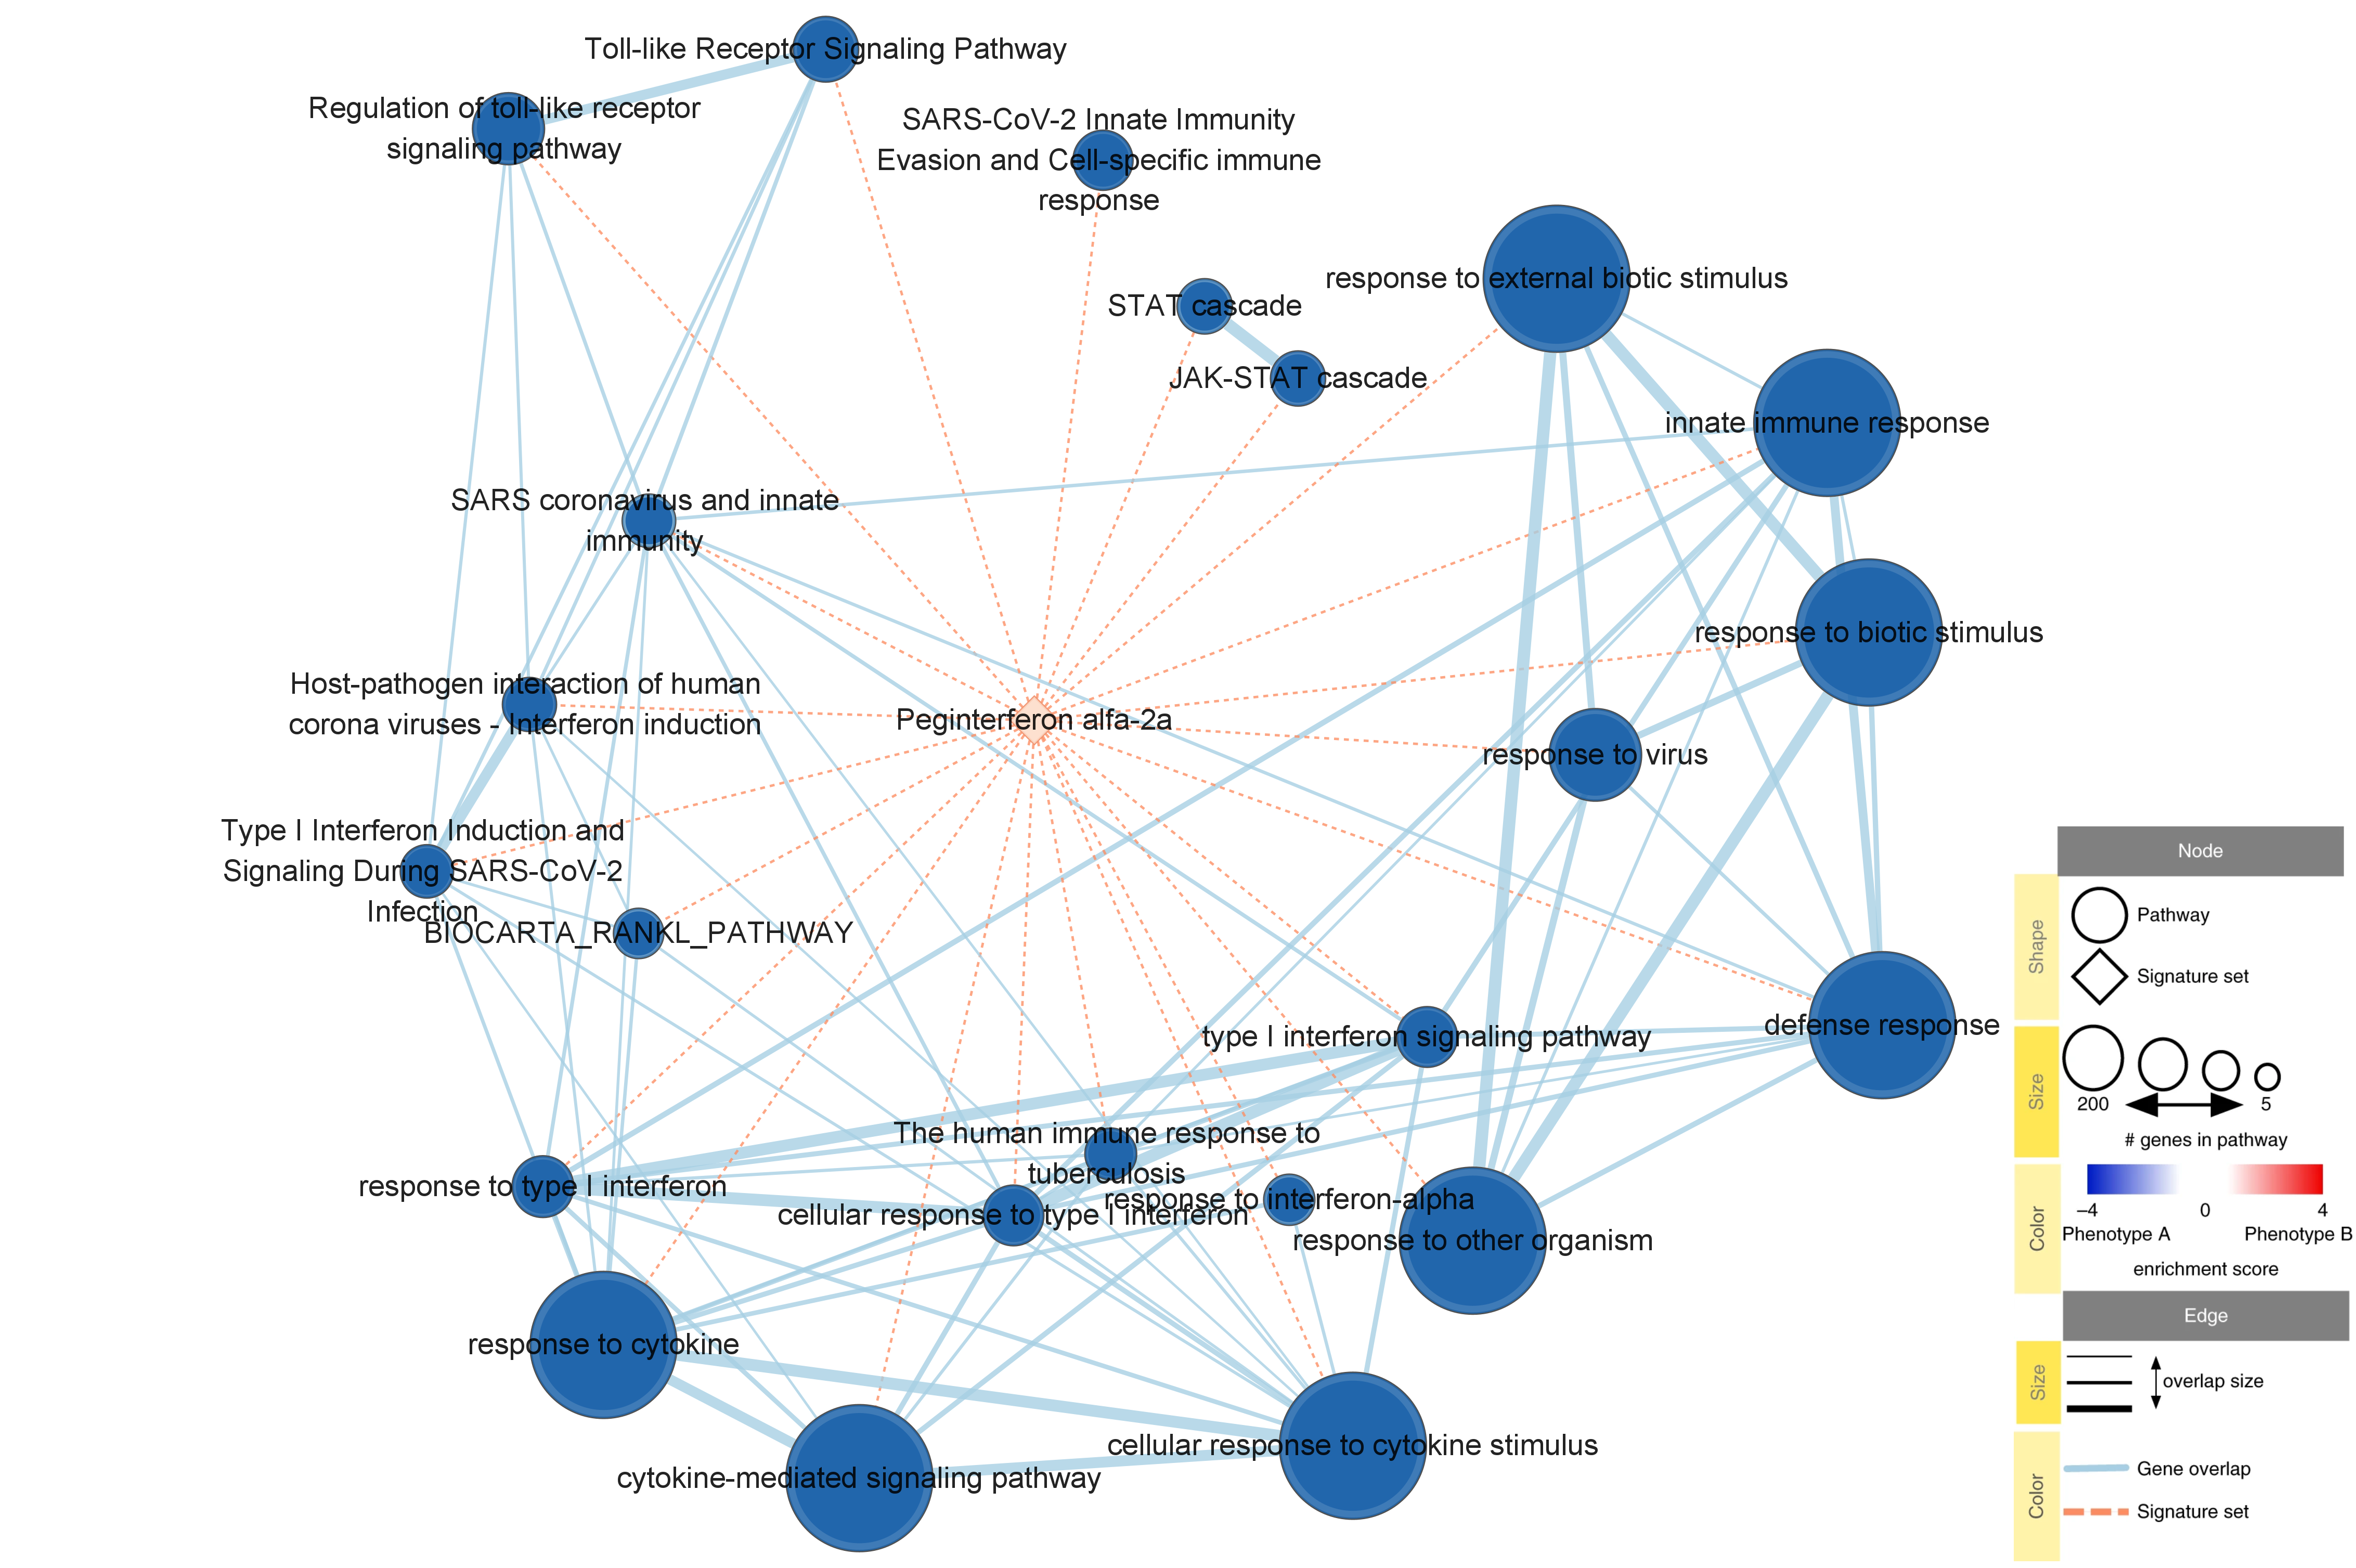 Toll-like Receptor Signaling Pathway
Regulation of toll-like receptor
signaling pathway
SARS-CoV-2 Innate Immunity
Evasion and Cell-specific immune
response
response to external biotic stimulus
STAT cascade
JAK-STAT cascade
innate immune response
SARS coronavirus and innate
immunity
response to biotic stimulus
Host-pathogen interaction of human
corona viruses - Interferon induction
Peginterferon alfa-2a
response to virus
Type I Interferon Induction and
Signaling During SARS-CoV-2
Infection
BIOCARTA_RANKL_PATHWAY
type I interferon signaling pathway
defense response
The human immune response to
tuberculosis
response to type I interferon
cellular response to type I interferon
response to interferon-alpha
response to other organism
response to cytokine
cellular response to cytokine stimulus
cytokine-mediated signaling pathway
Node
Shape
Pathway
Signature set
Size
200
5
# genes in pathway
Color
–4
0
4
Phenotype A
Phenotype B
enrichment score
Edge
Size
overlap size
Color
Gene overlap
Signature set